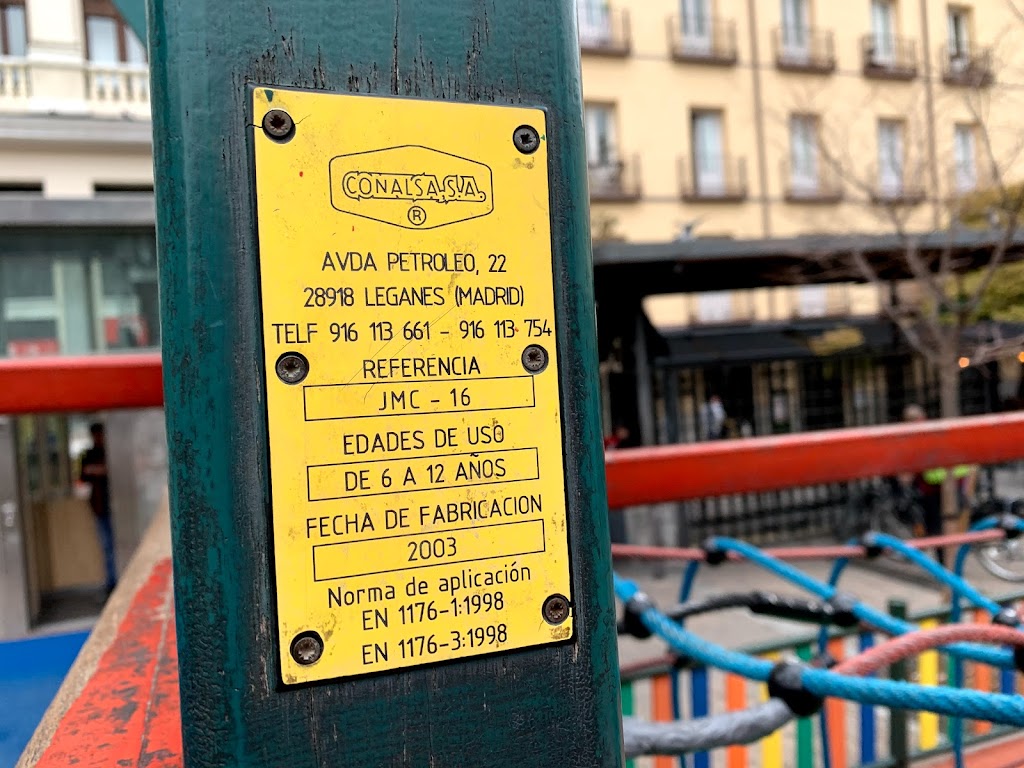 CONALSA,S.A.
®
AVDA PETROLEO, 22
28918 LEGANES (MADRID)
TELF 916 113 661 - 916 113 754
REFERENCIA
JMC - 16
EDADES DE USO
DE 6 A 12 AÑOS
FECHA DE FABRICACION
2003
Norma de aplicación
EN 1176-1:1998
EN 1176-3:1998